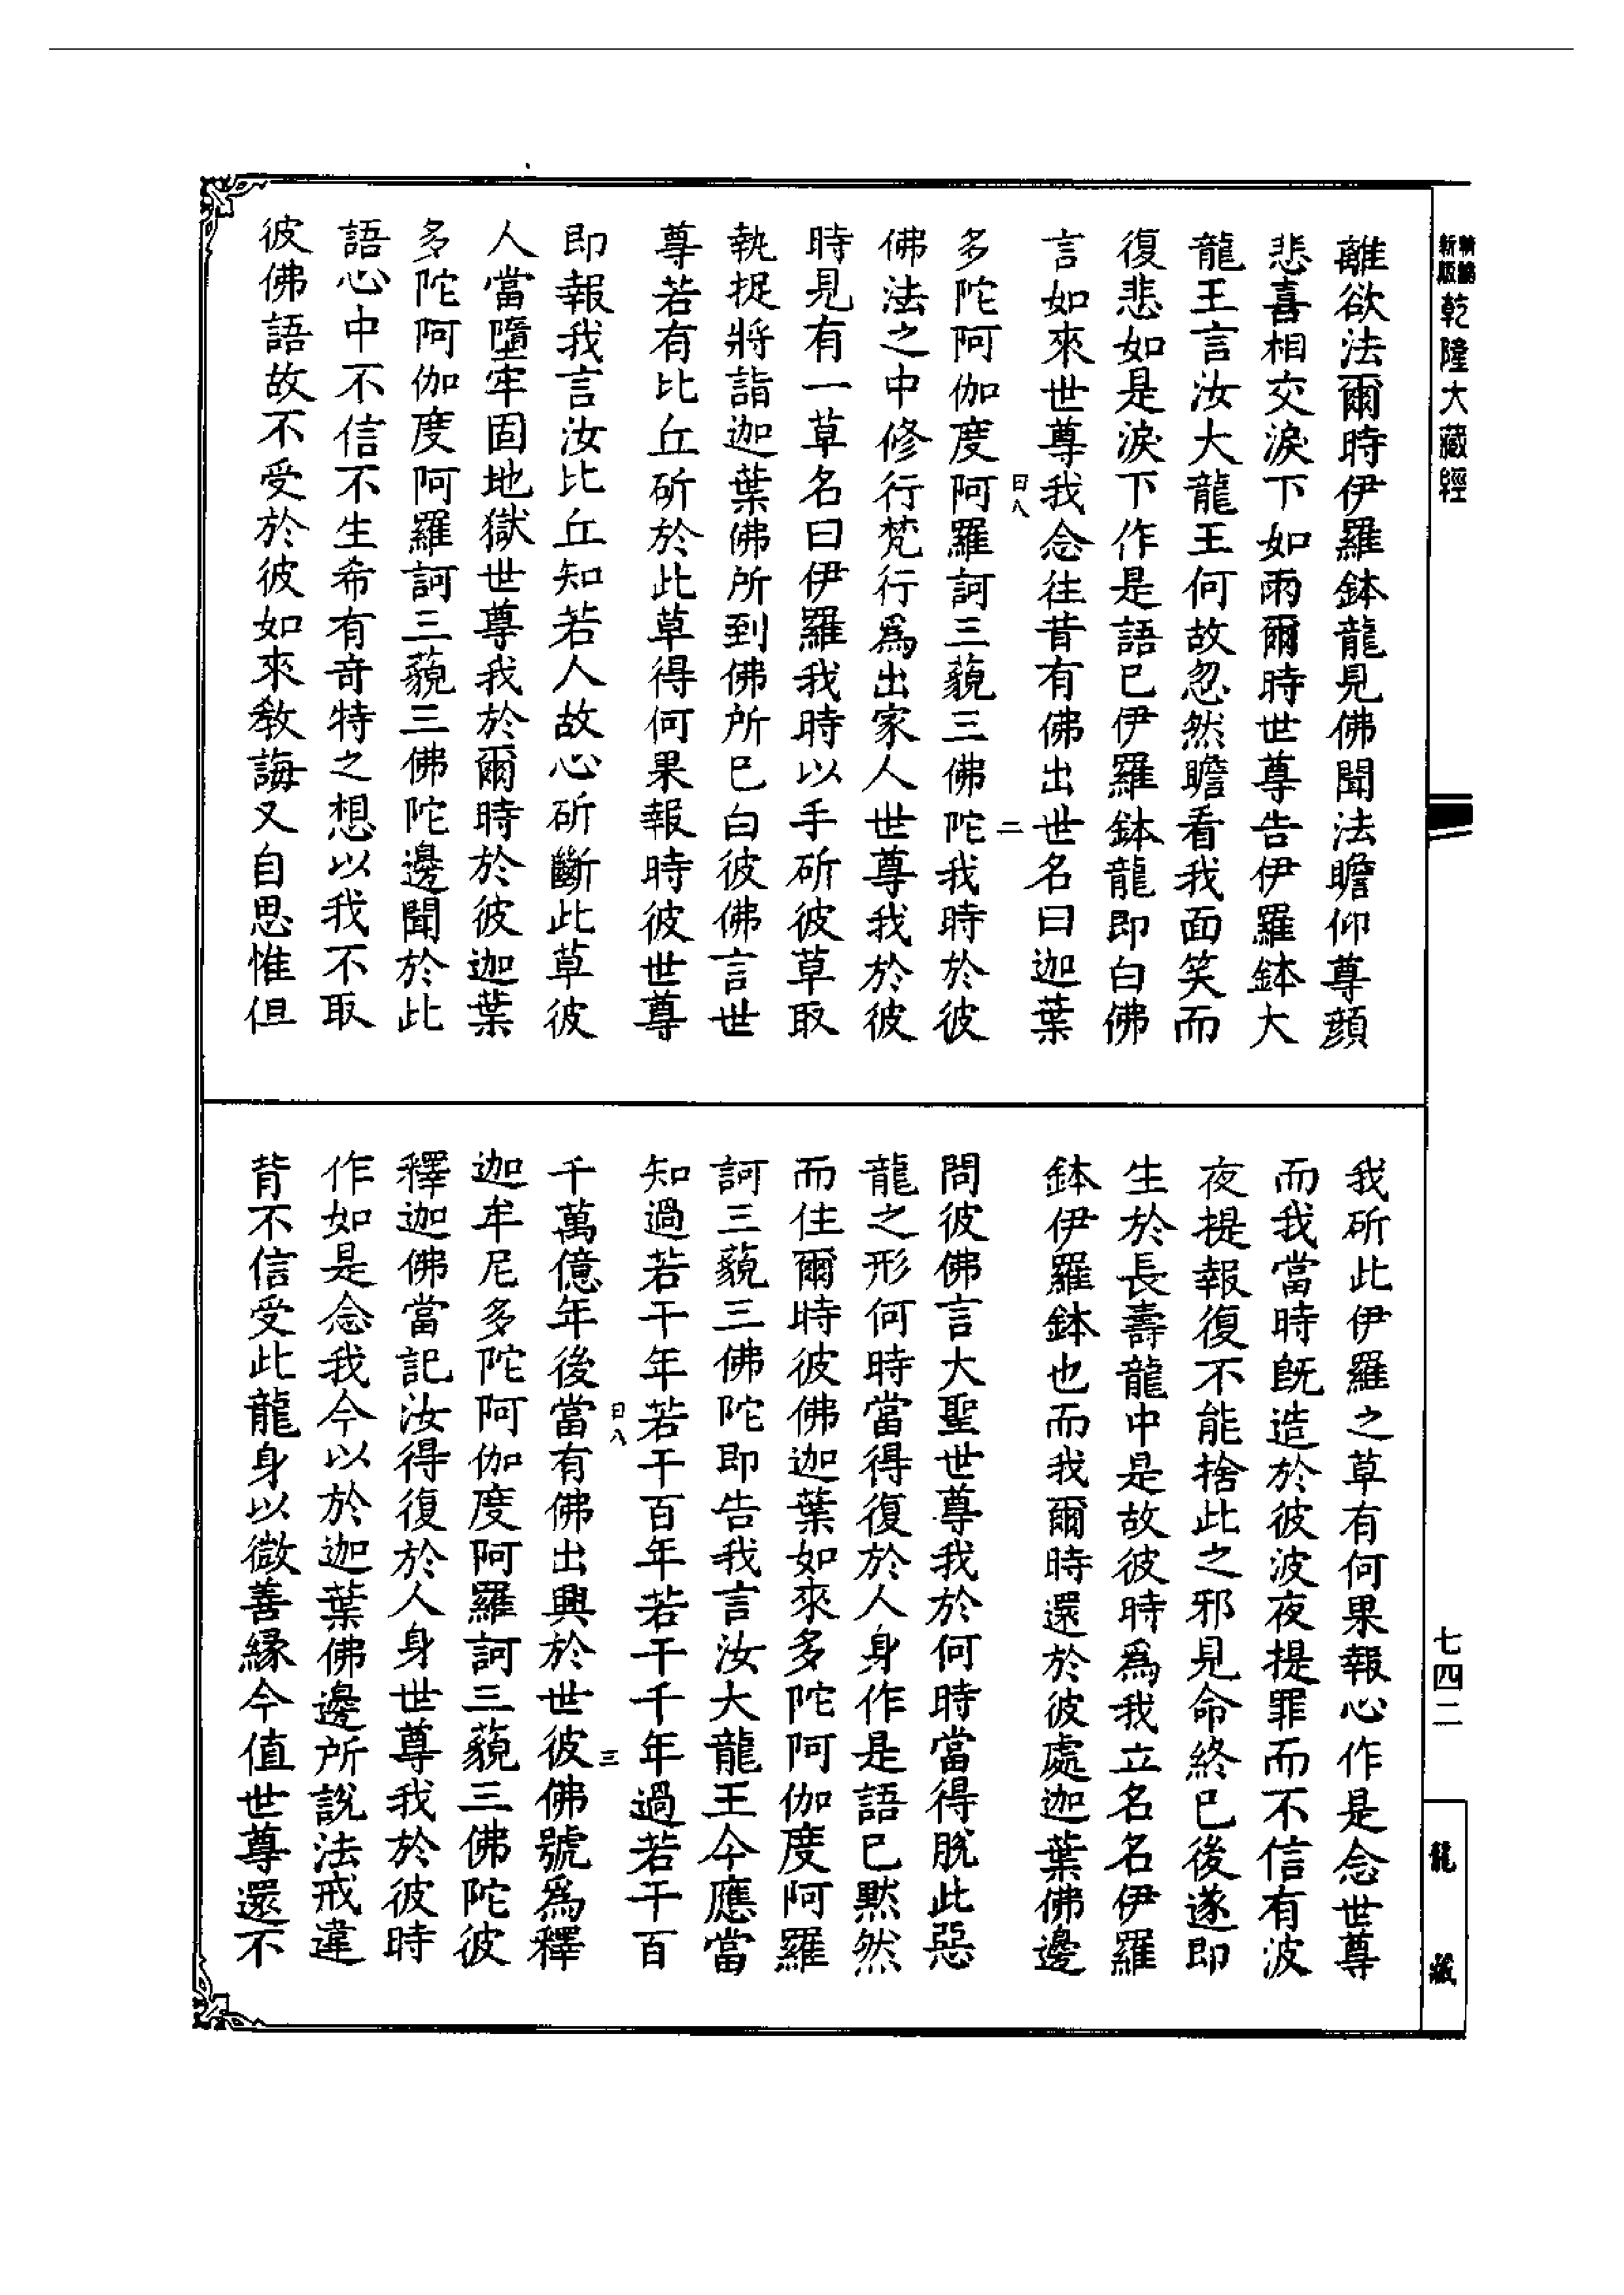 新編
新版
乾隆大藏經
離欲法爾時伊羅鉢龍見佛聞法瞻仰尊顔
悲喜相交淚下如雨爾時世尊告伊羅鉢大
龍王言汝大龍王何故忽然瞻看我面笑而
復悲如是淚下作是語已伊羅鉢龍即白佛
言如來世尊我念往昔有佛出世名曰迦葉
曰八
二
多陀阿伽度阿羅訶三藐三佛陀我時於彼
佛法之中修行梵行爲出家人世尊我於彼
時見有一草名曰伊羅我時以手斫彼草取
執捉將詣迦葉佛所到佛所已白彼佛言世
尊若有比丘斫於此草得何果報時彼世尊
即報我言汝比丘知若人故心斫斷此草彼
人當墮牢固地獄世尊我於爾時於彼迦葉
多陀阿伽度阿羅訶三藐三佛陀邊聞於此
語心中不信不生希有奇特之想以我不取
彼佛語故不受於彼如來教誨又自思惟但
我斫此伊羅之草有何果報心作是念世尊
而我當時既造於彼波夜提罪而不信有波
夜提報復不能捨此之邪見命終已後遂即
生於長壽龍中是故彼時爲我立名名伊羅
鉢伊羅鉢也而我爾時還於彼處迦葉佛邊
問彼佛言大聖世尊我於何時當得脫此惡
龍之形何時當得復於人身作是語已默然
而住爾時彼佛迦葉如來多陀阿伽度阿羅
訶三藐三佛陀即告我言汝大龍王今應當
知過若干年若干百年若干千年過若干百
曰八
三
千萬億年後當有佛出興於世彼佛號爲釋
迦牟尼多陀阿伽度阿羅訶三藐三佛陀彼
釋迦佛當記汝得復於人身世尊我於彼時
作如是念我今以於迦葉佛邊所說法戒違
背不信受此龍身以微善緣今值世尊還不
七四二
龍藏